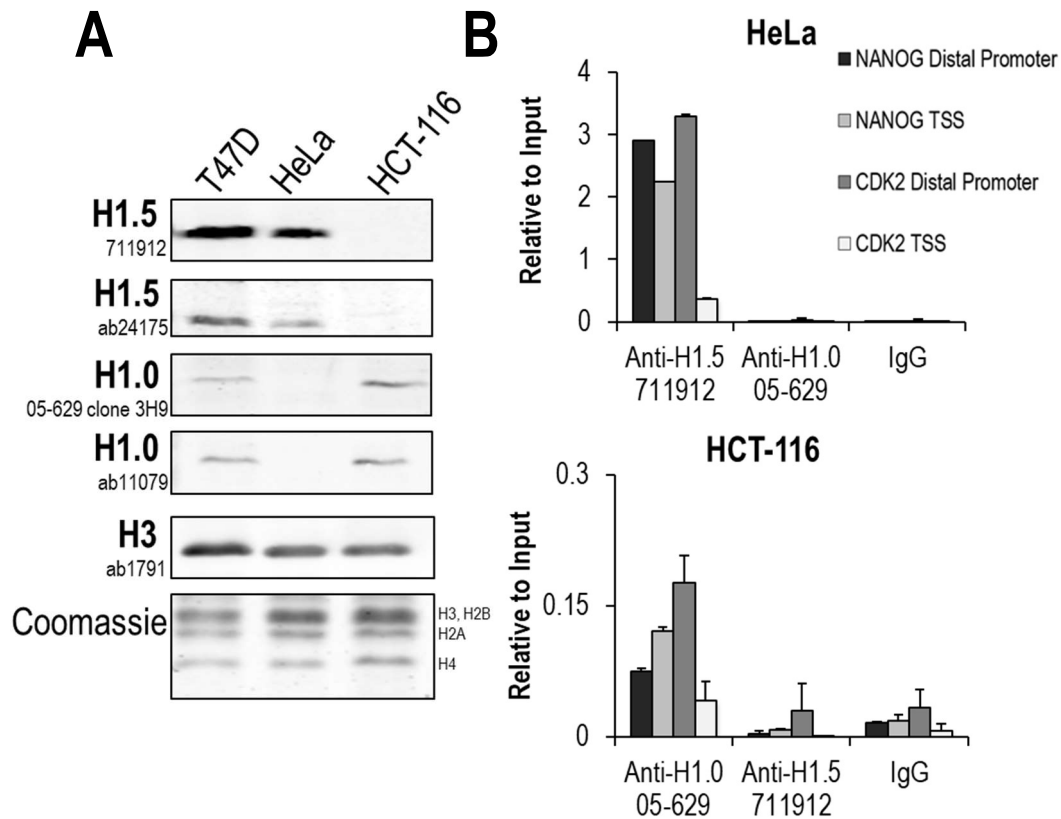 A
T47D HeLa HCT-116
H1.5
711912
H1.5
ab24175
H1.0
05-629 clone 3H9
H1.0
ab11079
H3
ab1791
Coomassie
H3, H2B
H2A
H4
B
HeLa
Relative to Input
4
3
2
1
0
NANOG Distal Promoter
NANOG TSS
CDK2 Distal Promoter
CDK2 TSS
Anti-H1.5 Anti-H1.0 IgG
711912 05-629
HCT-116
Relative to Input
0.3
0.15
0
Anti-H1.0 Anti-H1.5 IgG
05-629 711912